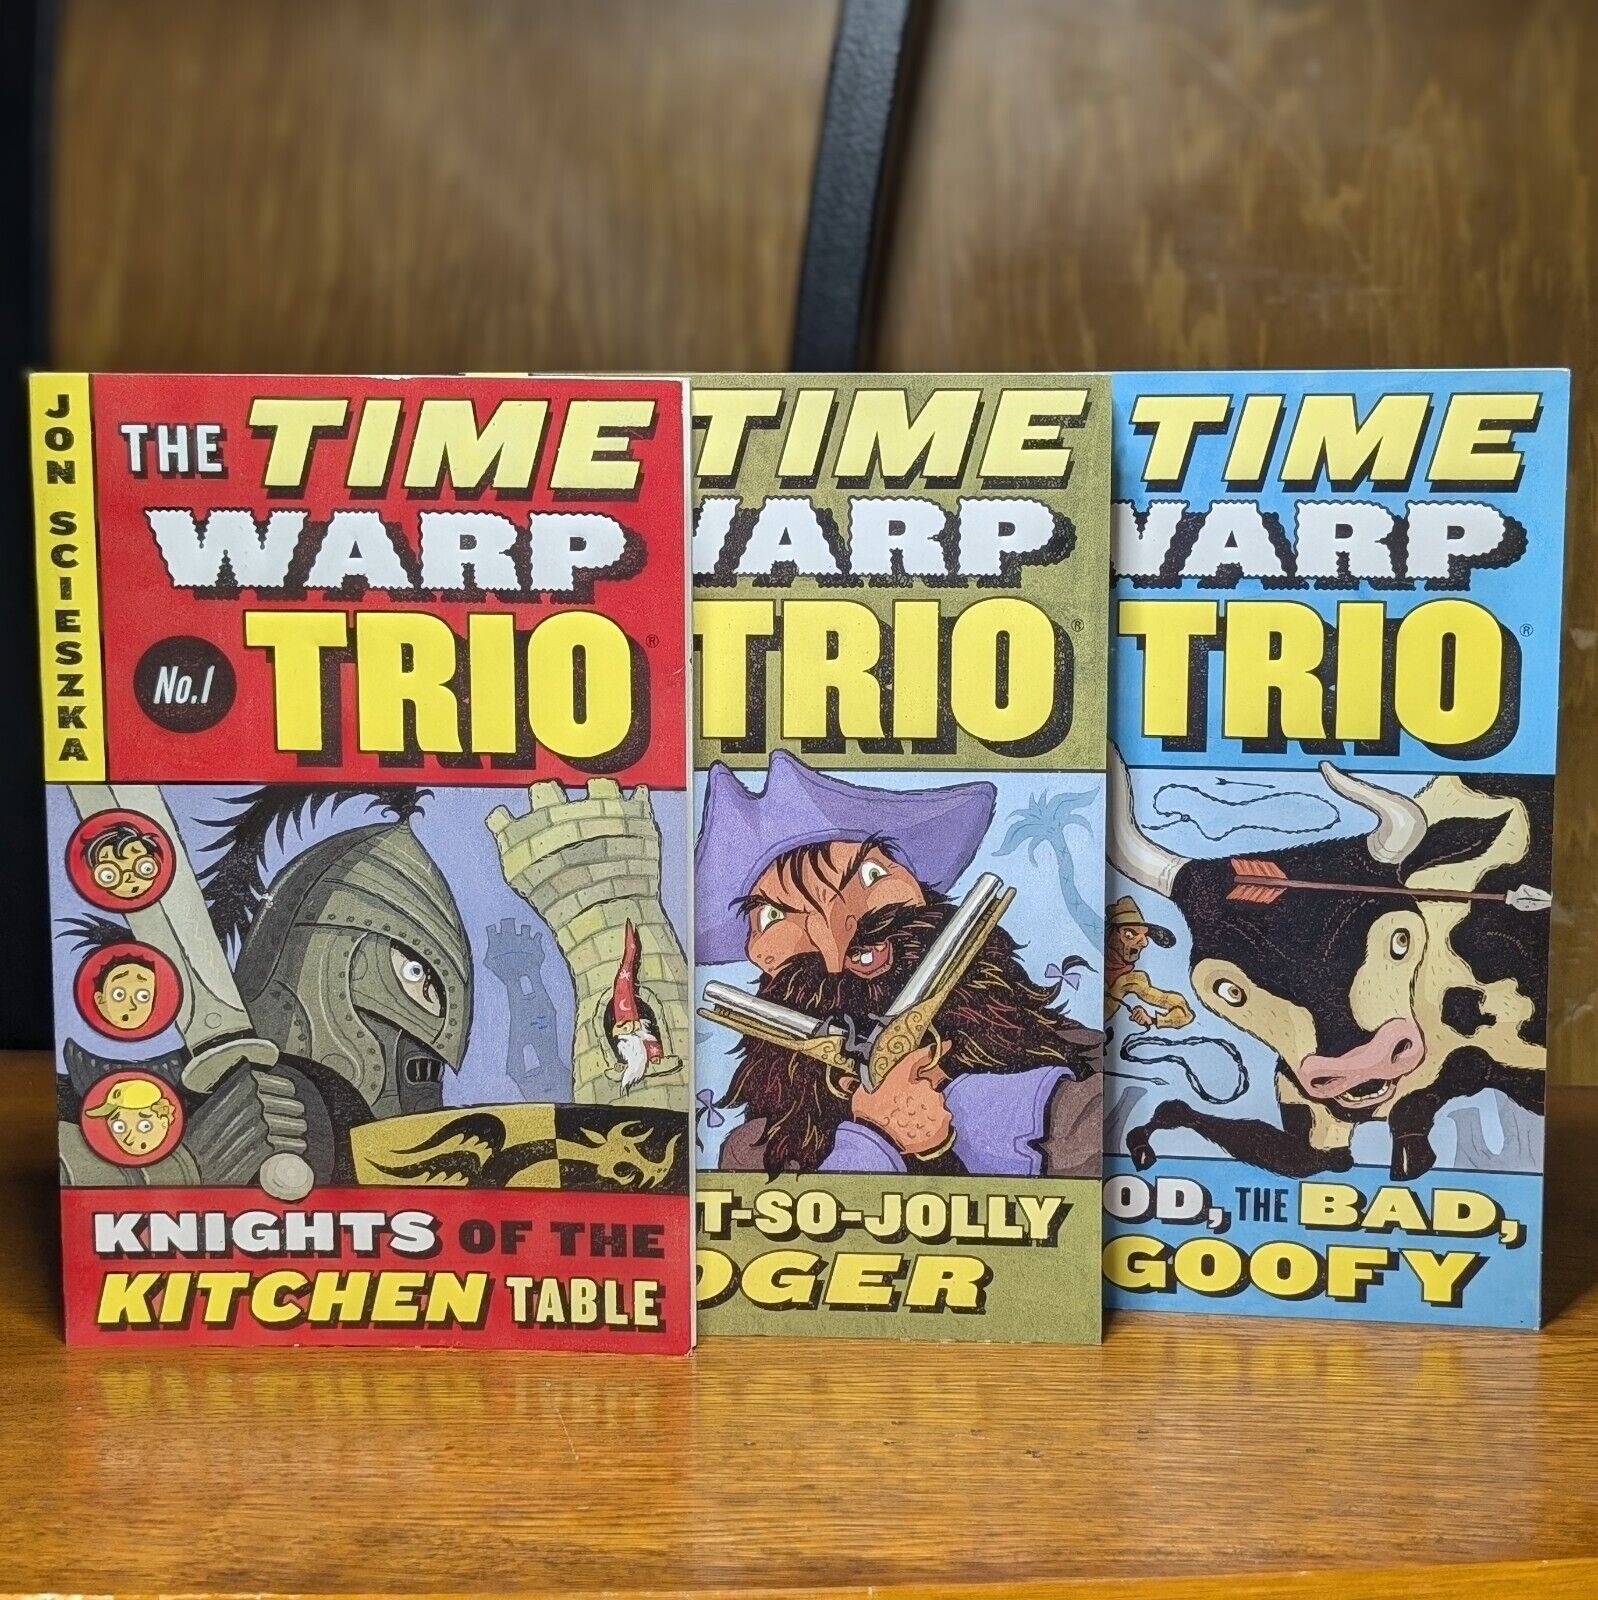 JON SCIESZKA
THE TIME
WARP
No.1 TRIO®
KNIGHTS OF THE
KITCHEN TABLE
TIME
WARP
TRIO®
T-SO-JOLLY
OGER
TIME
WARP
TRIO®
OD, THE BAD,
GOOFY